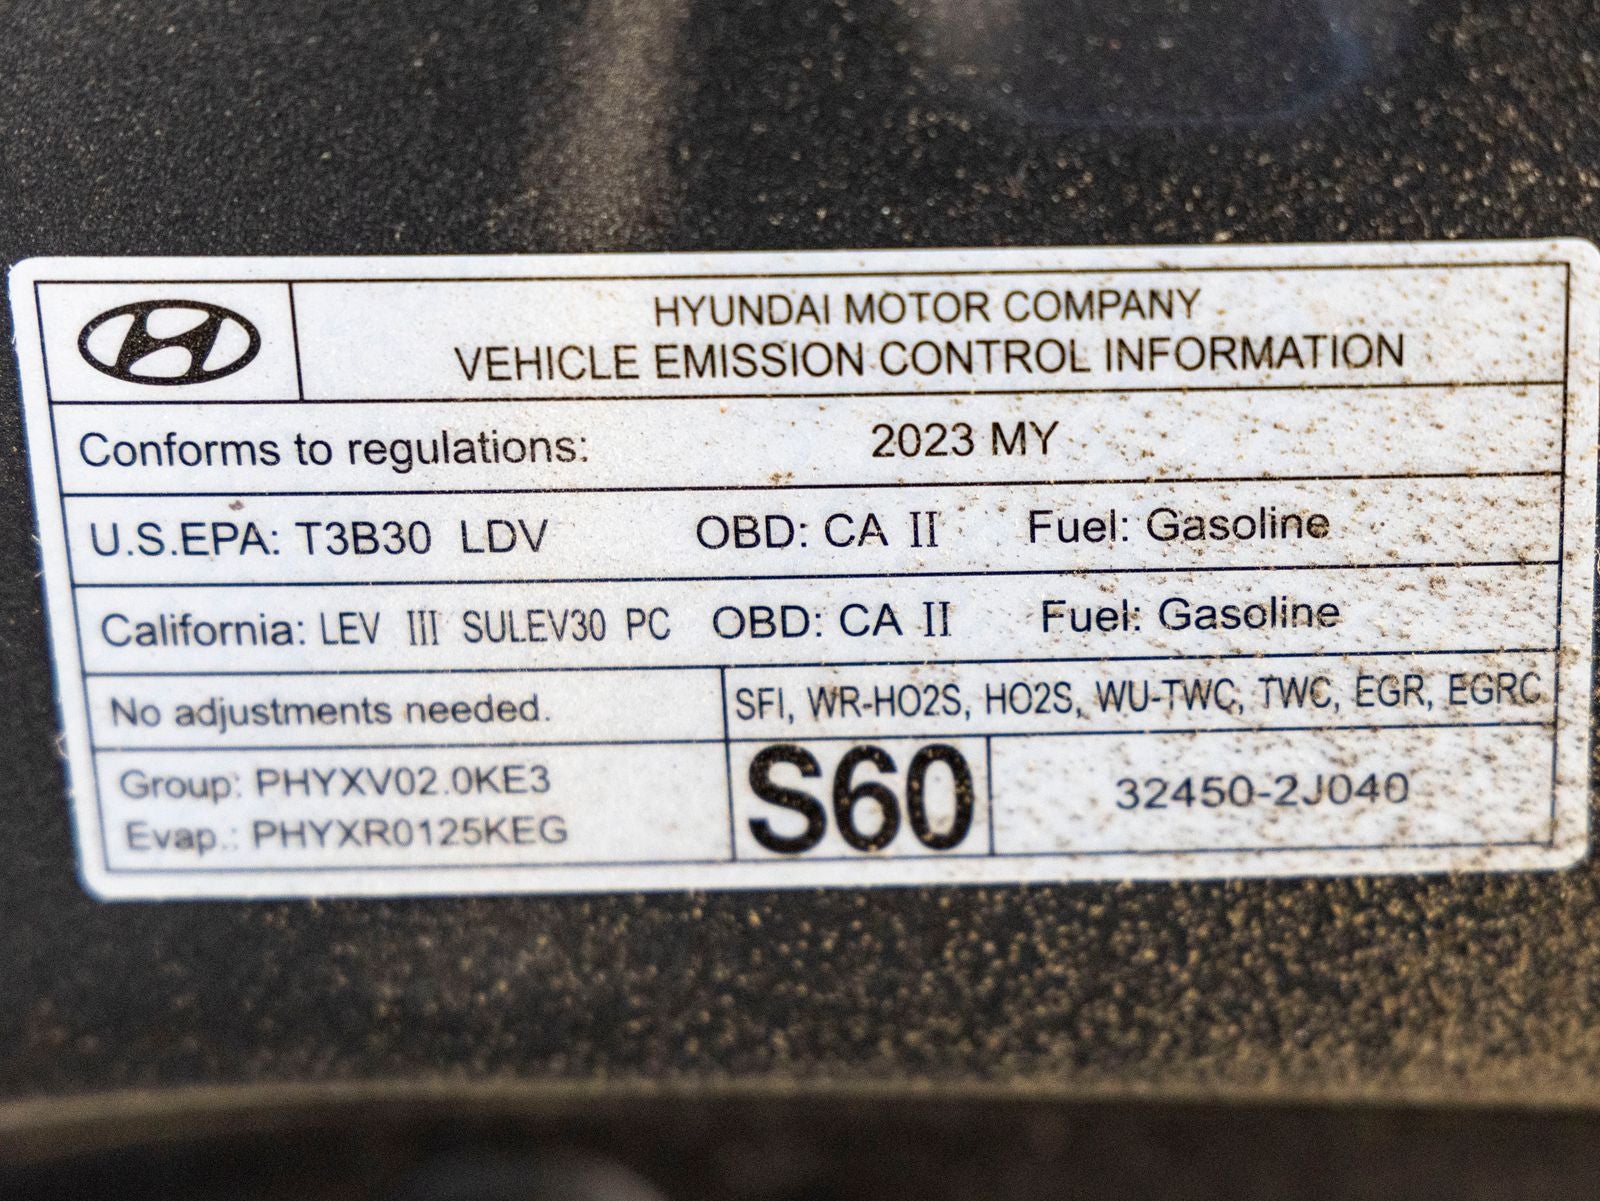 HYUNDAI MOTOR COMPANY
VEHICLE EMISSION CONTROL INFORMATION
Conforms to regulations: 2023 MY
U.S.EPA: T3B30 LDV OBD: CA II Fuel: Gasoline
California: LEV III SULEV30 PC OBD: CA II Fuel: Gasoline
No adjustments needed. SFI, WR-HO2S, HO2S, WU-TWC, TWC, EGR, EGRC
Group: PHYXV02.0KE3
Evap.: PHYXR0125KEG
S60
32450-2J040